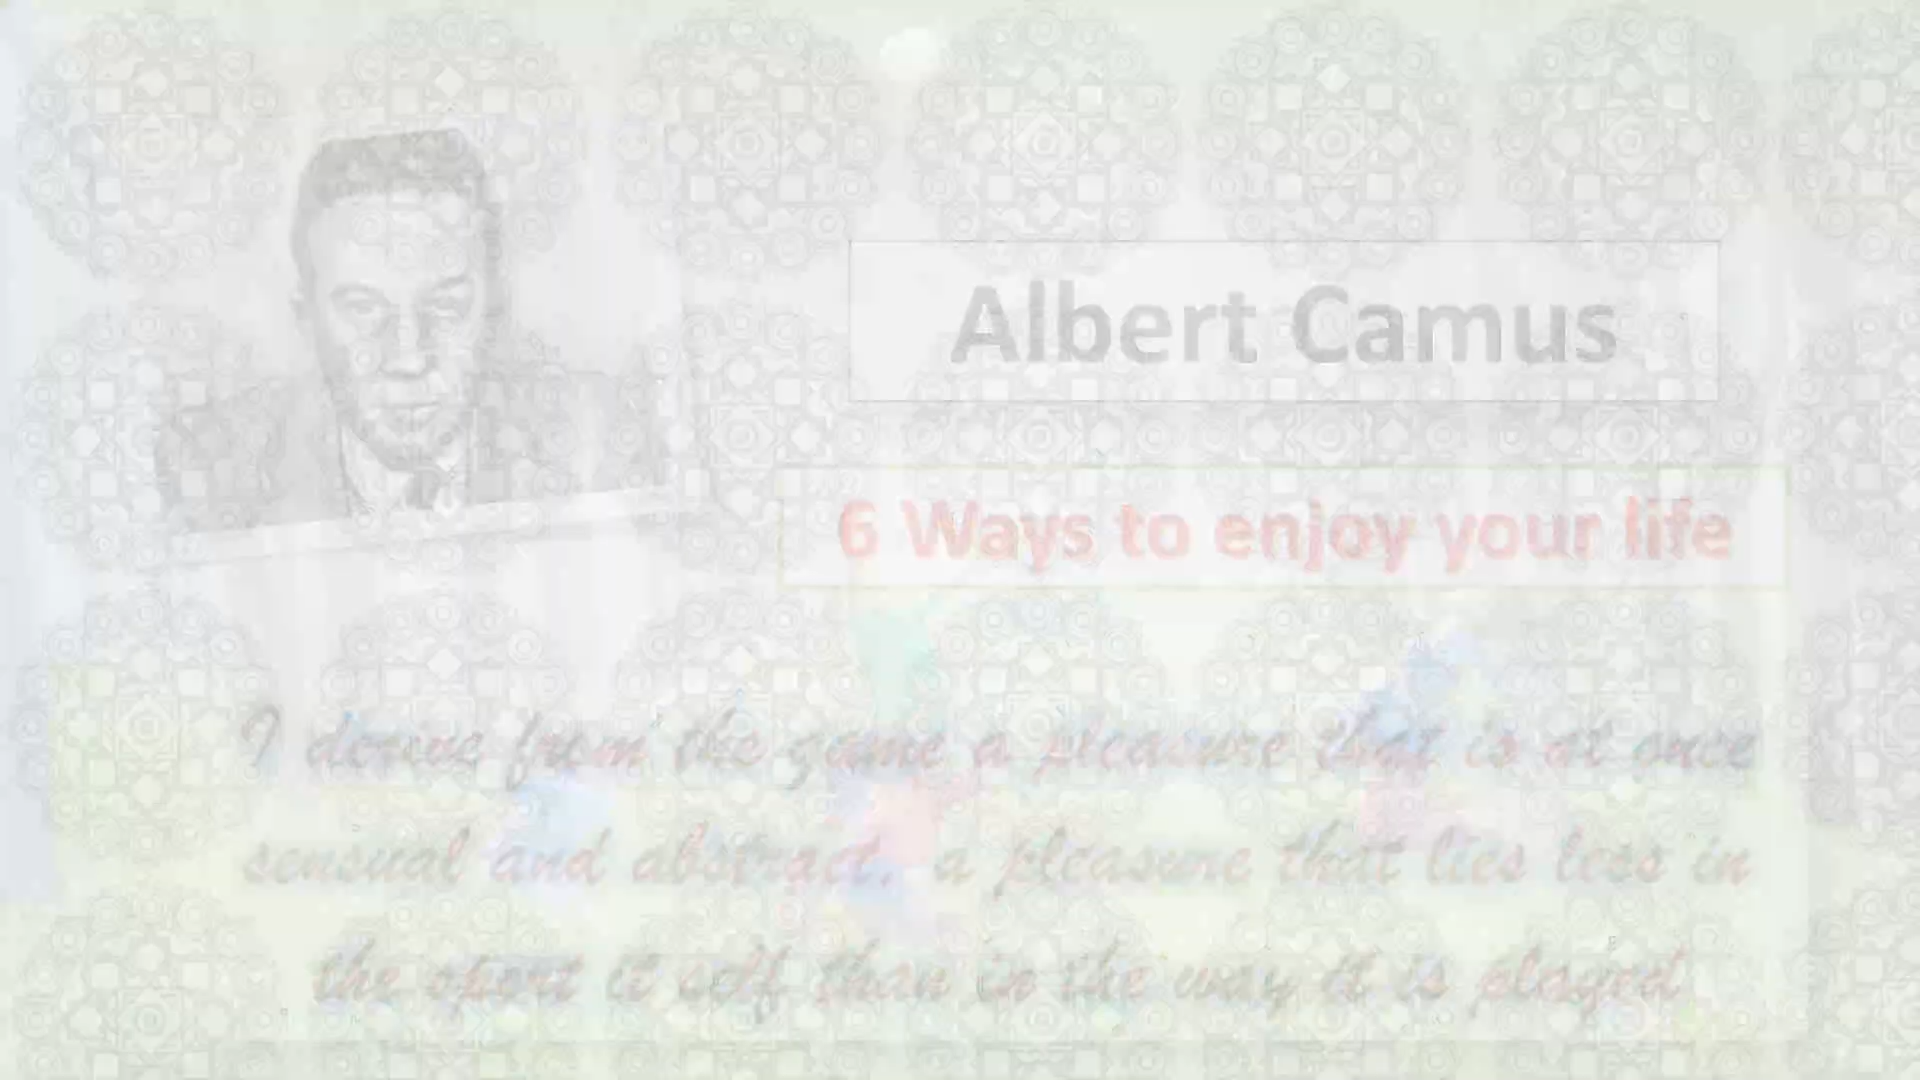 Albert Camus
6 Ways to enjoy your life
I derive from the game a pleasure that is at once
sensual and abstract, a pleasure that lies less in
the sport it self than in the way it is played